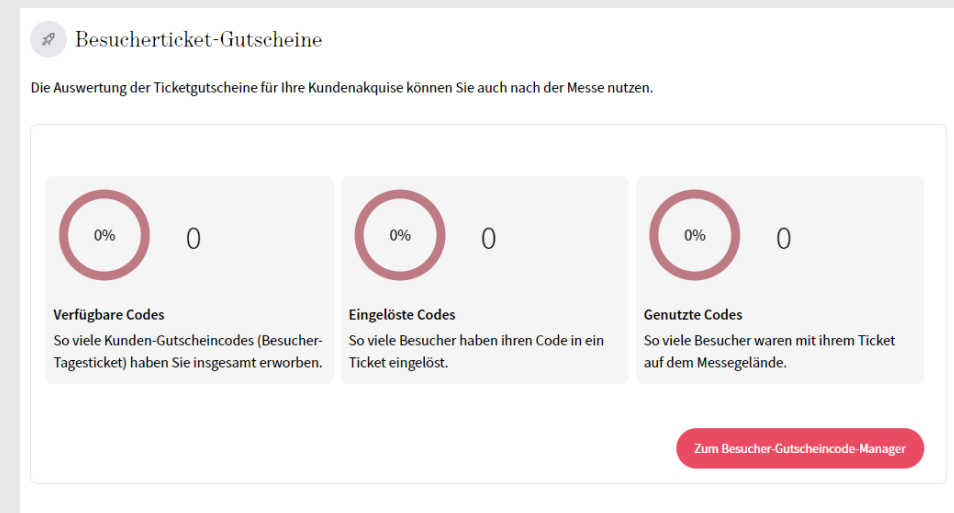 Besucherticket-Gutscheine
Die Auswertung der Ticketgutscheine für Ihre Kundenakquise können Sie auch nach der Messe nutzen.
0%
0
Verfügbare Codes
So viele Kunden-Gutscheincodes (Besucher-
Tagesticket) haben Sie insgesamt erworben.
0%
0
Eingelöste Codes
So viele Besucher haben ihren Code in ein
Ticket eingelöst.
0%
0
Genutzte Codes
So viele Besucher waren mit ihrem Ticket
auf dem Messegelände.
Zum Besucher-Gutscheincode-Manager